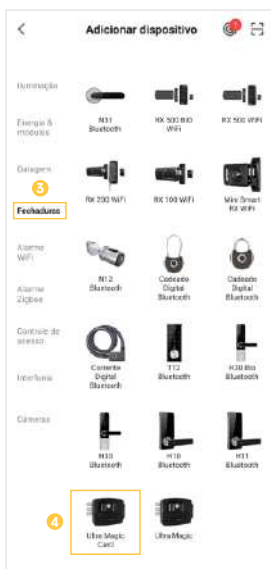 Adicionar dispositivo
Iluminação
Energia &
módulos
Garagem
3
Fechaduras
Alarme
WiFi
Alarme
Zigbee
Controle de
acesso
Interfonia
Câmeras
N31
Bluetooth
RX 500 BIO
WiFi
RX 500 WiFi
RX 200 WiFi
RX 100 WiFi
Mire Smart
RX WiFi
N12
Bluetooth
Cadeado
Digital
Bluetooth
Cadeado
Digital
Bluetooth
Corrente
Digital
Bluetooth
T12
Bluetooth
H30 Bio
Bluetooth
H30
Bluetooth
H10
Bluetooth
H11
Bluetooth
4
Ultra Magic
Card
Ultra Magic